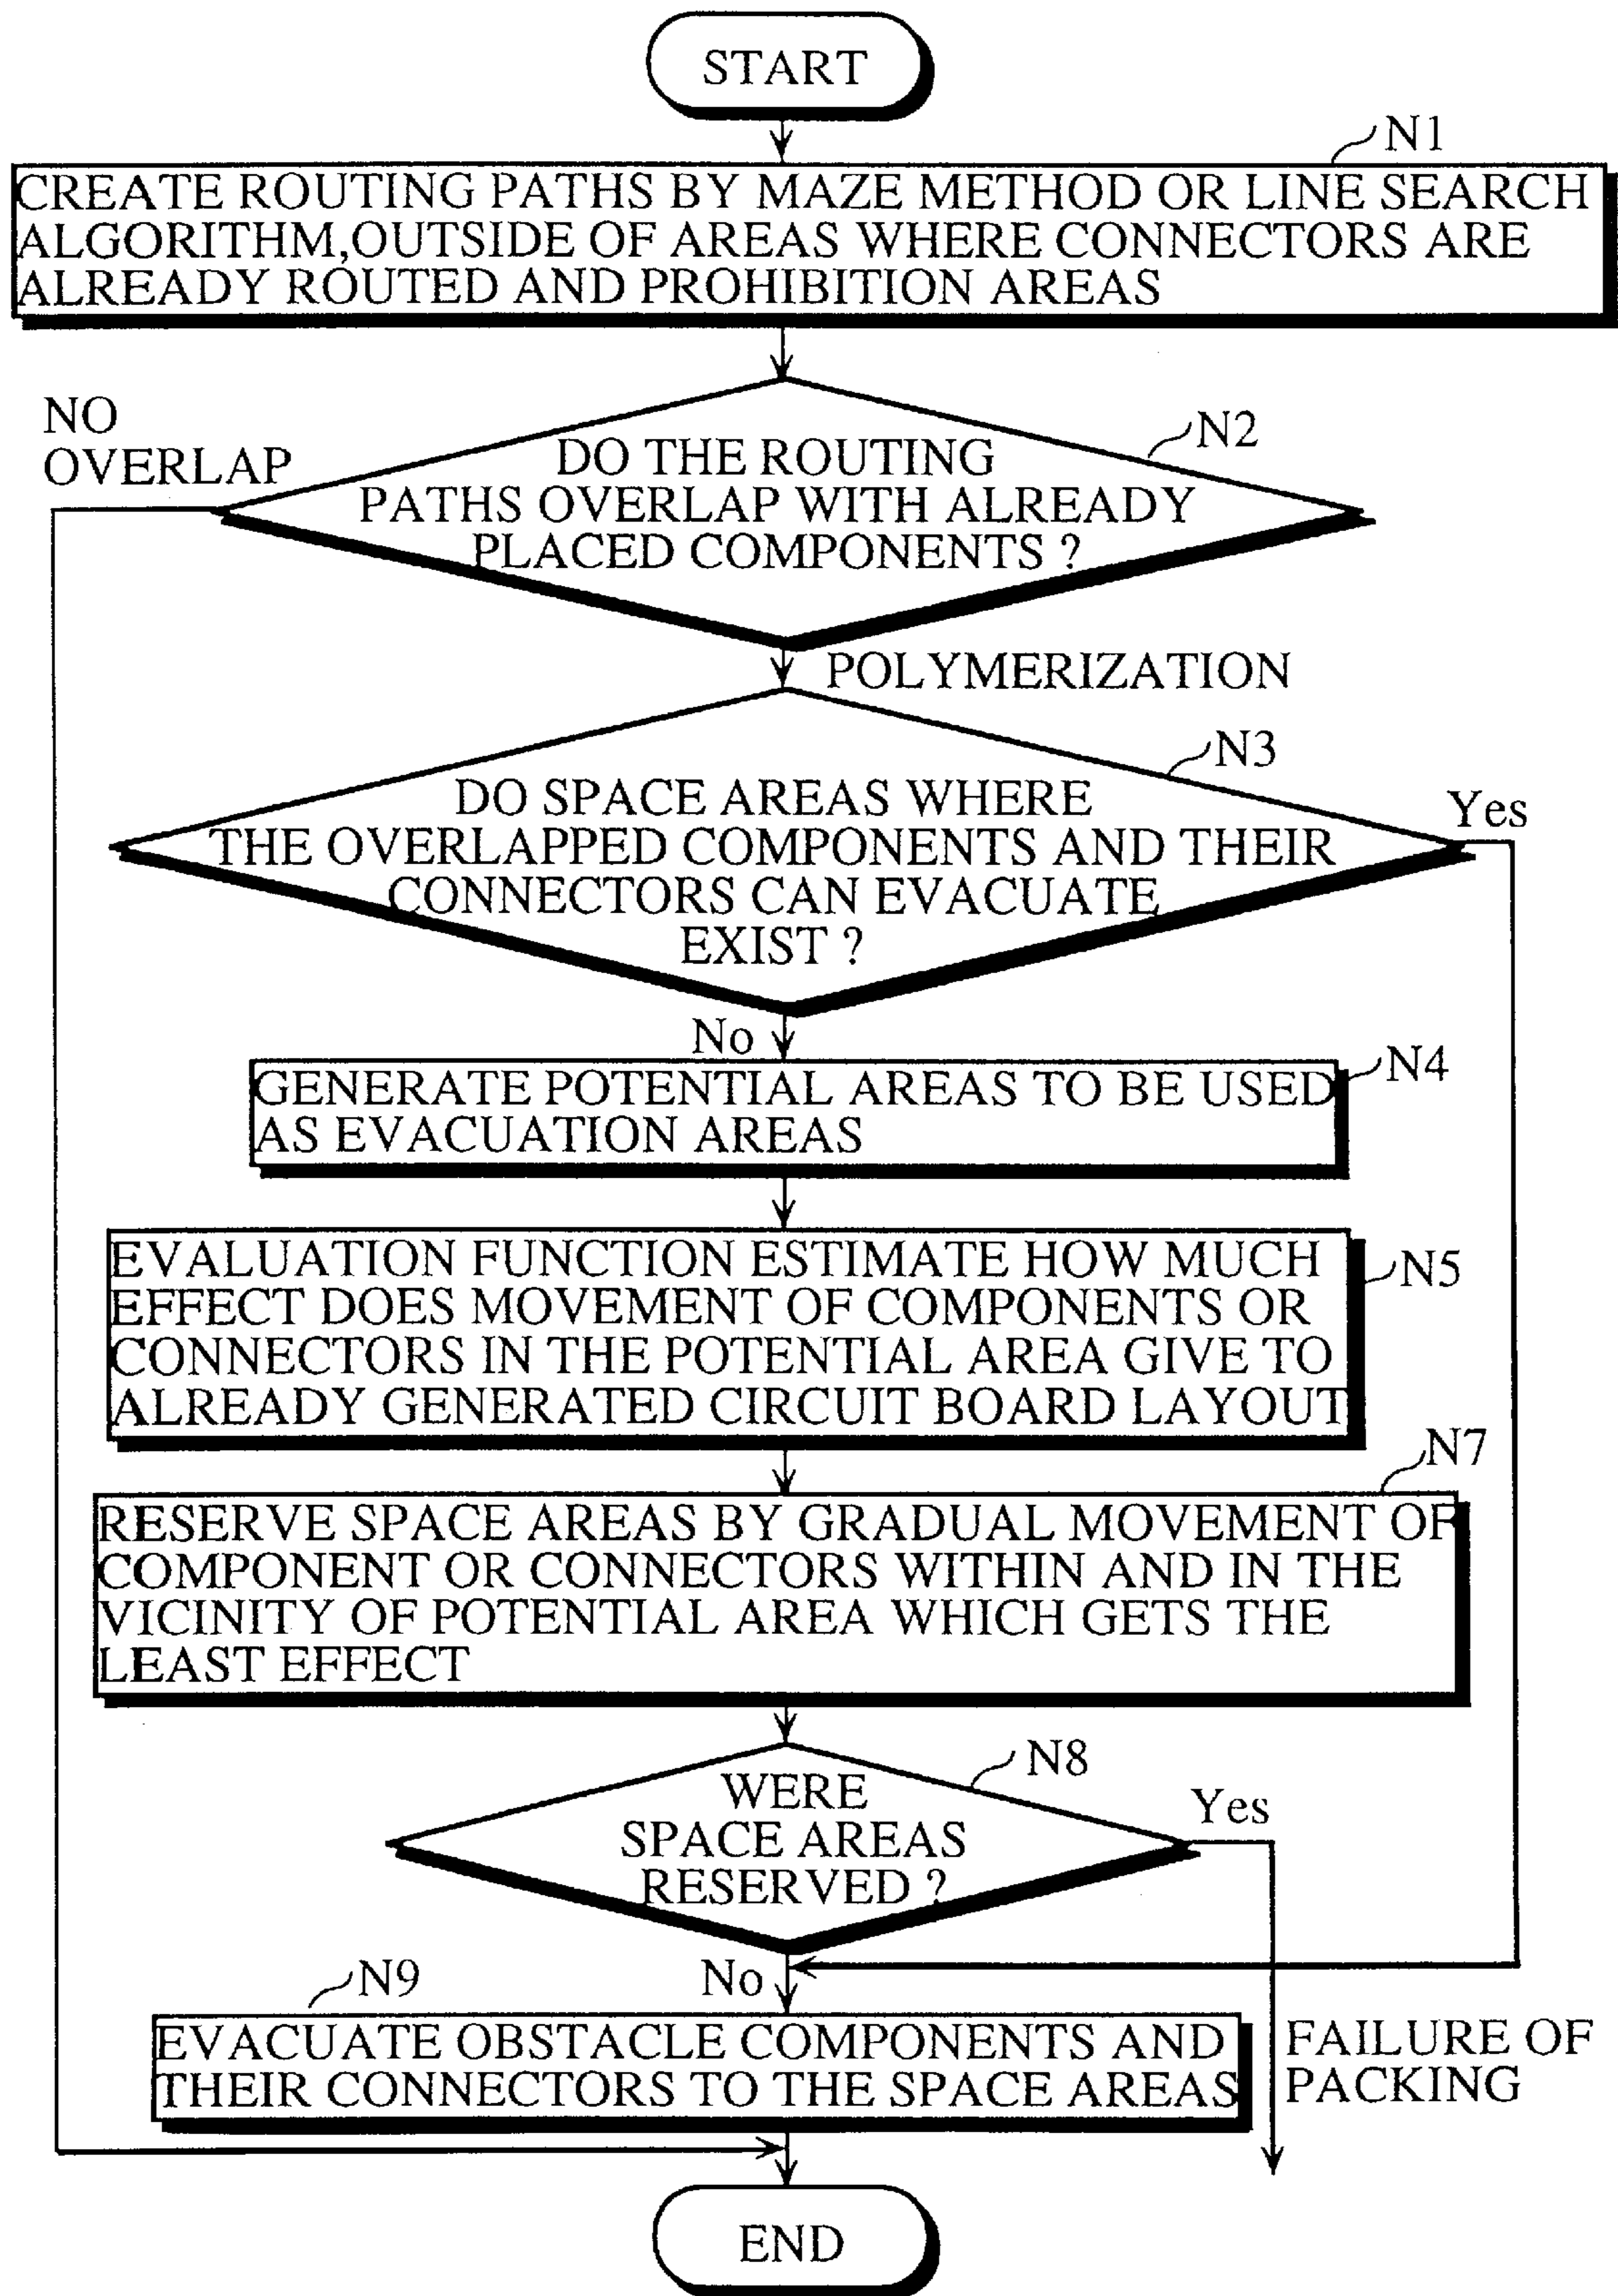 START
N1
CREATE ROUTING PATHS BY MAZE METHOD OR LINE SEARCH
ALGORITHM,OUTSIDE OF AREAS WHERE CONNECTORS ARE
ALREADY ROUTED AND PROHIBITION AREAS
NO
OVERLAP
N2
DO THE ROUTING
PATHS OVERLAP WITH ALREADY
PLACED COMPONENTS ?
POLYMERIZATION
N3
DO SPACE AREAS WHERE
THE OVERLAPPED COMPONENTS AND THEIR
CONNECTORS CAN EVACUATE
EXIST ?
Yes
No
N4
GENERATE POTENTIAL AREAS TO BE USED
AS EVACUATION AREAS
N5
EVALUATION FUNCTION ESTIMATE HOW MUCH
EFFECT DOES MOVEMENT OF COMPONENTS OR
CONNECTORS IN THE POTENTIAL AREA GIVE TO
ALREADY GENERATED CIRCUIT BOARD LAYOUT
N7
RESERVE SPACE AREAS BY GRADUAL MOVEMENT OF
COMPONENT OR CONNECTORS WITHIN AND IN THE
VICINITY OF POTENTIAL AREA WHICH GETS THE
LEAST EFFECT
N8
WERE
SPACE AREAS
RESERVED ?
Yes
No
N9
EVACUATE OBSTACLE COMPONENTS AND
THEIR CONNECTORS TO THE SPACE AREAS
FAILURE OF
PACKING
END